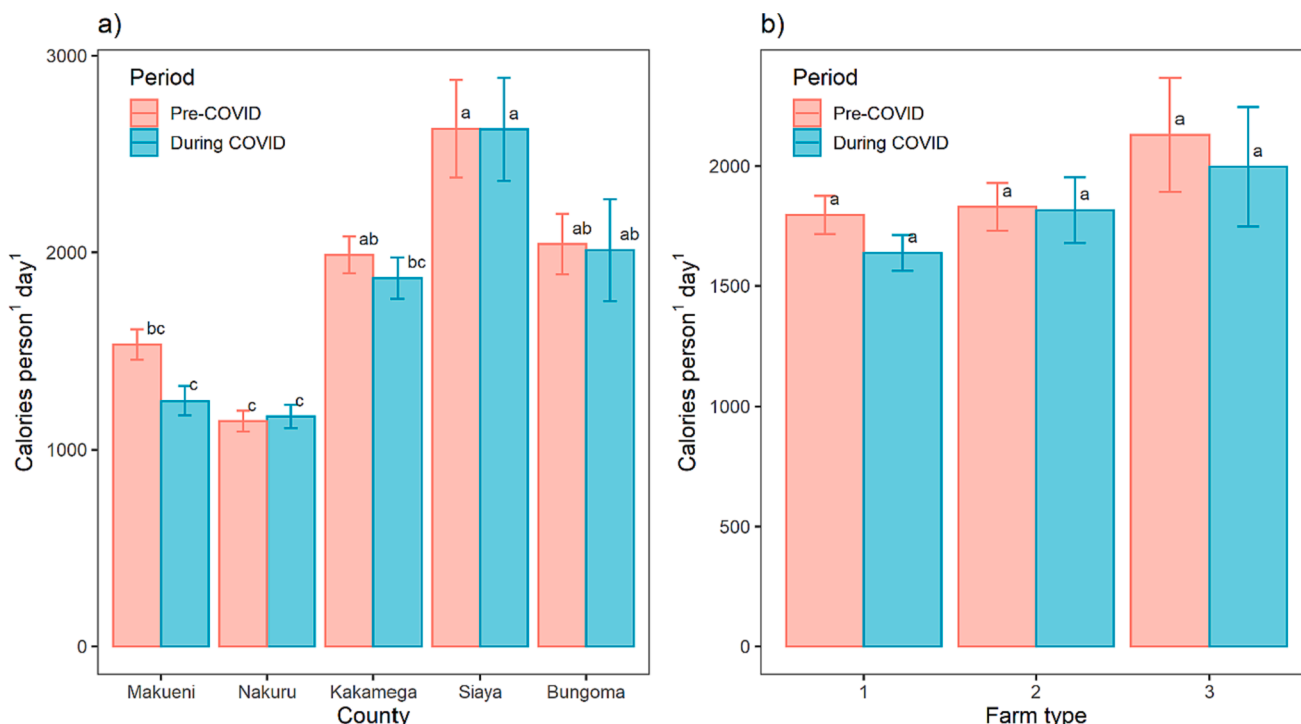 a)
3000
2000
1000
0
Calories person¹ day¹
Period
Pre-COVID
During COVID
bc
c
c
c
ab
bc
a
a
ab
ab
Makueni Nakuru Kakamega Siaya Bungoma
County
b)
2000
1500
1000
500
0
Calories person¹ day¹
Period
Pre-COVID
During COVID
a
a
a
a
a
a
1 2 3
Farm type